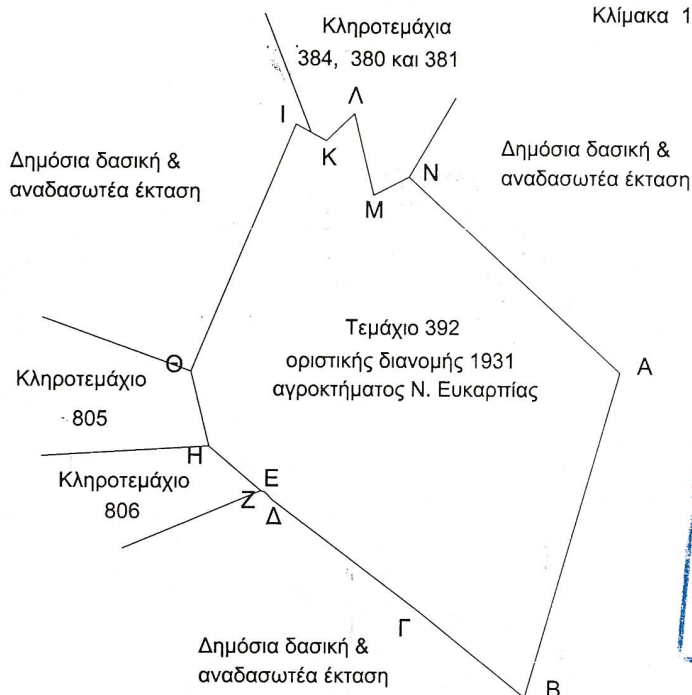 Κλίμακα 1
Κληροτεμάχια
384, 380 και 381
Λ
Ι
Κ
Ν
Μ
Δημόσια δασική &
αναδασωτέα έκταση
Δημόσια δασική &
αναδασωτέα έκταση
Τεμάχιο 392
οριστικής διανομής 1931
αγροκτήματος Ν. Ευκαρπίας
Α
Θ
Κληροτεμάχιο
805
Η
Κληροτεμάχιο
806
Ε
Ζ
Δ
Γ
Δημόσια δασική &
αναδασωτέα έκταση
Β